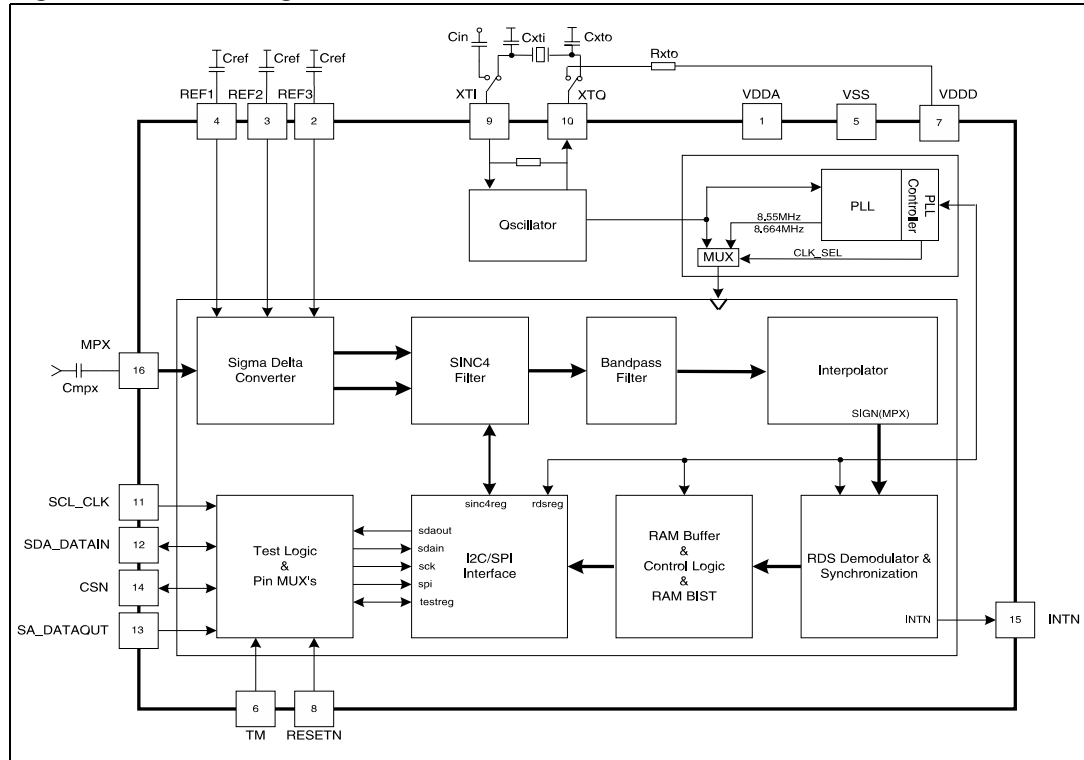 Cin
Cxti
Cxto
Cref
Cref
Cref
Rxto
REF1
REF2
REF3
XTI
XTO
VDDA
VSS
VDDD
4
3
2
9
10
1
5
7
Oscillator
PLL
PLL
Controller
8.55MHz
8.664MHz
MUX
CLK_SEL
MPX
16
Cmpx
Sigma Delta
Converter
SINC4
Filter
Bandpass
Filter
Interpolator
SIGN(MPX)
SCL_CLK
11
SDA_DATAIN
12
CSN
14
SA_DATAOUT
13
Test Logic
&
Pin MUX's
sinc4reg
rdsreg
sdaout
sdain
sck
spi
testreg
I2C/SPI
Interface
RAM Buffer
&
Control Logic
&
RAM BIST
RDS Demodulator &
Synchronization
INTN
15
INTN
6
8
TM
RESETN